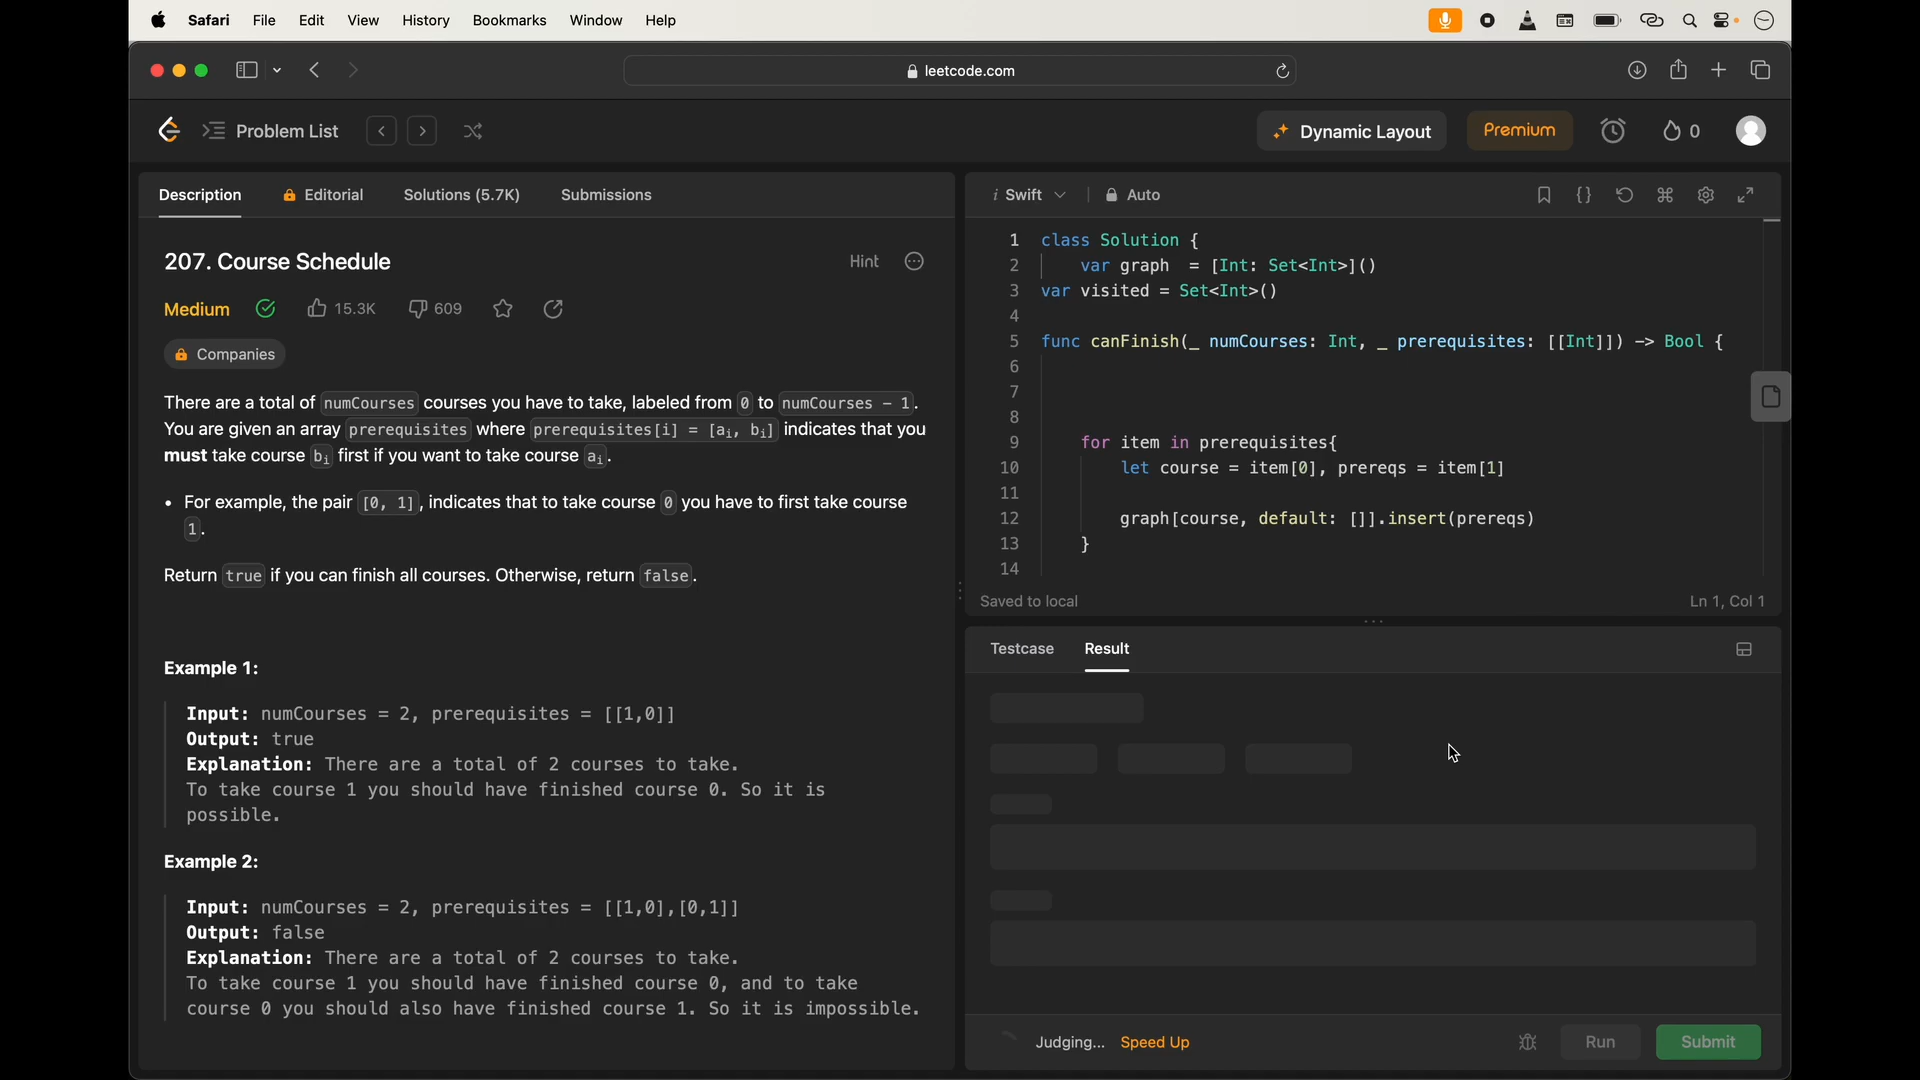 Safari File Edit View History Bookmarks Window Help
leetcode.com
Problem List
Dynamic Layout
Premium
0
Description Editorial Solutions (5.7K) Submissions
207. Course Schedule
Hint
Medium 15.3K 609
Companies
There are a total of numCourses courses you have to take, labeled from 0 to numCourses - 1.
You are given an array prerequisites where prerequisites[i] = [ai, bi] indicates that you
must take course bi first if you want to take course ai.
• For example, the pair [0, 1], indicates that to take course 0 you have to first take course
1.
Return true if you can finish all courses. Otherwise, return false.
Example 1:
Input: numCourses = 2, prerequisites = [[1,0]]
Output: true
Explanation: There are a total of 2 courses to take.
To take course 1 you should have finished course 0. So it is
possible.
Example 2:
Input: numCourses = 2, prerequisites = [[1,0],[0,1]]
Output: false
Explanation: There are a total of 2 courses to take.
To take course 1 you should have finished course 0, and to take
course 0 you should also have finished course 1. So it is impossible.
i Swift Auto
1 class Solution {
2 var graph = [Int: Set<Int>]()
3 var visited = Set<Int>()
4
5 func canFinish(_ numCourses: Int, _ prerequisites: [[Int]]) -> Bool {
6
7
8
9 for item in prerequisites{
10 let course = item[0], prereqs = item[1]
11
12 graph[course, default: []].insert(prereqs)
13 }
14
Saved to local
Ln 1, Col 1
Testcase Result
Judging... Speed Up
Run
Submit